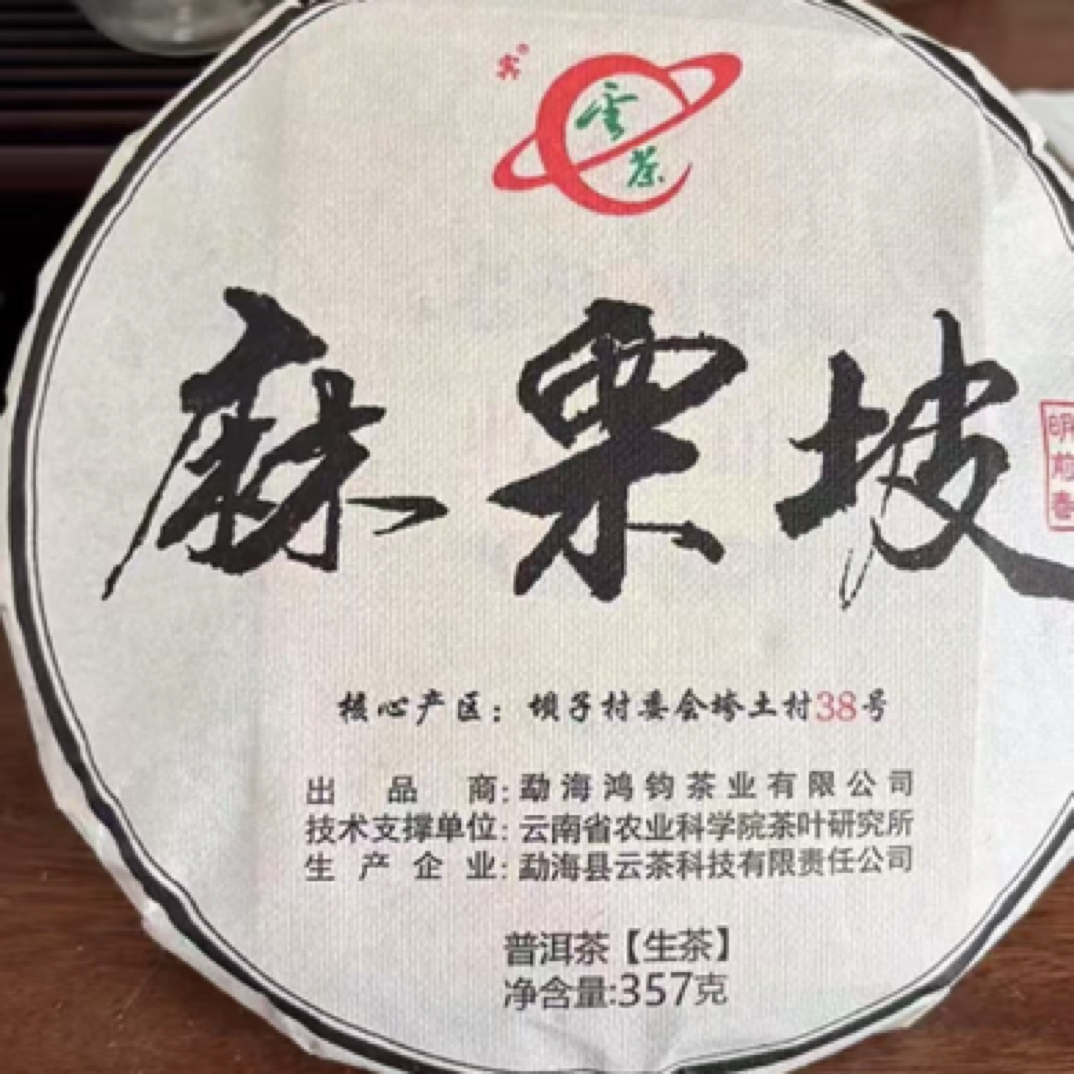 雲茶
麻栗坡
明前春
核心产区：坝子村委会垮土村38号
出品商:勐海鸿钧茶业有限公司
技术支撑单位:云南省农业科学院茶叶研究所
生产企业:勐海县云茶科技有限责任公司
普洱茶【生茶】
净含量:357克